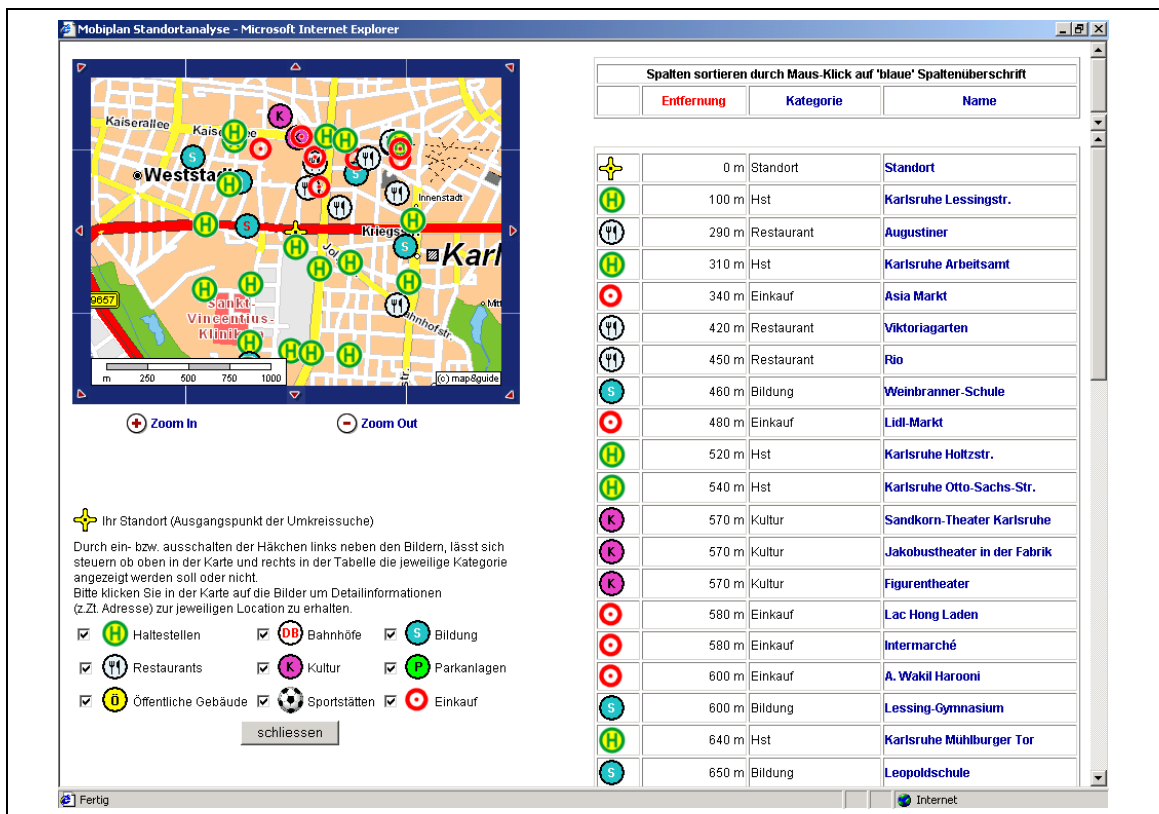 Mobiplan Standortanalyse - Microsoft Internet Explorer
Kaiserallee
Weststadt
Innenstadt
Kriegsstr.
Karl
9657
Sankt-
Vincentius-
Bahnhofstr.
m 250 500 750 1000
(c) map&guide
Zoom In Zoom Out
Ihr Standort (Ausgangspunkt der Umkreissuche)
Durch ein- bzw. ausschalten der Häkchen links neben den Bildern, lässt sich
steuern ob oben in der Karte und rechts in der Tabelle die jeweilige Kategorie
angezeigt werden soll oder nicht.
Bitte klicken Sie in der Karte auf die Bilder um Detailinformationen
(z.Zt. Adresse) zur jeweiligen Location zu erhalten.
H Haltestellen DB Bahnhöfe S Bildung
Restaurants K Kultur P Parkanlagen
Ö Öffentliche Gebäude Sportstätten Einkauf
schliessen
Spalten sortieren durch Maus-Klick auf 'blaue' Spaltenüberschrift
Entfernung Kategorie Name
0 m Standort Standort
H 100 m Hst Karlsruhe Lessingstr.
290 m Restaurant Augustiner
H 310 m Hst Karlsruhe Arbeitsamt
340 m Einkauf Asia Markt
420 m Restaurant Viktoriagarten
450 m Restaurant Rio
S 460 m Bildung Weinbranner-Schule
480 m Einkauf Lidl-Markt
H 520 m Hst Karlsruhe Holtzstr.
H 540 m Hst Karlsruhe Otto-Sachs-Str.
K 570 m Kultur Sandkorn-Theater Karlsruhe
K 570 m Kultur Jakobustheater in der Fabrik
K 570 m Kultur Figurentheater
580 m Einkauf Lac Hong Laden
580 m Einkauf Intermarché
600 m Einkauf A. Wakil Harooni
S 600 m Bildung Lessing-Gymnasium
H 640 m Hst Karlsruhe Mühlburger Tor
S 650 m Bildung Leopoldschule
Fertig Internet